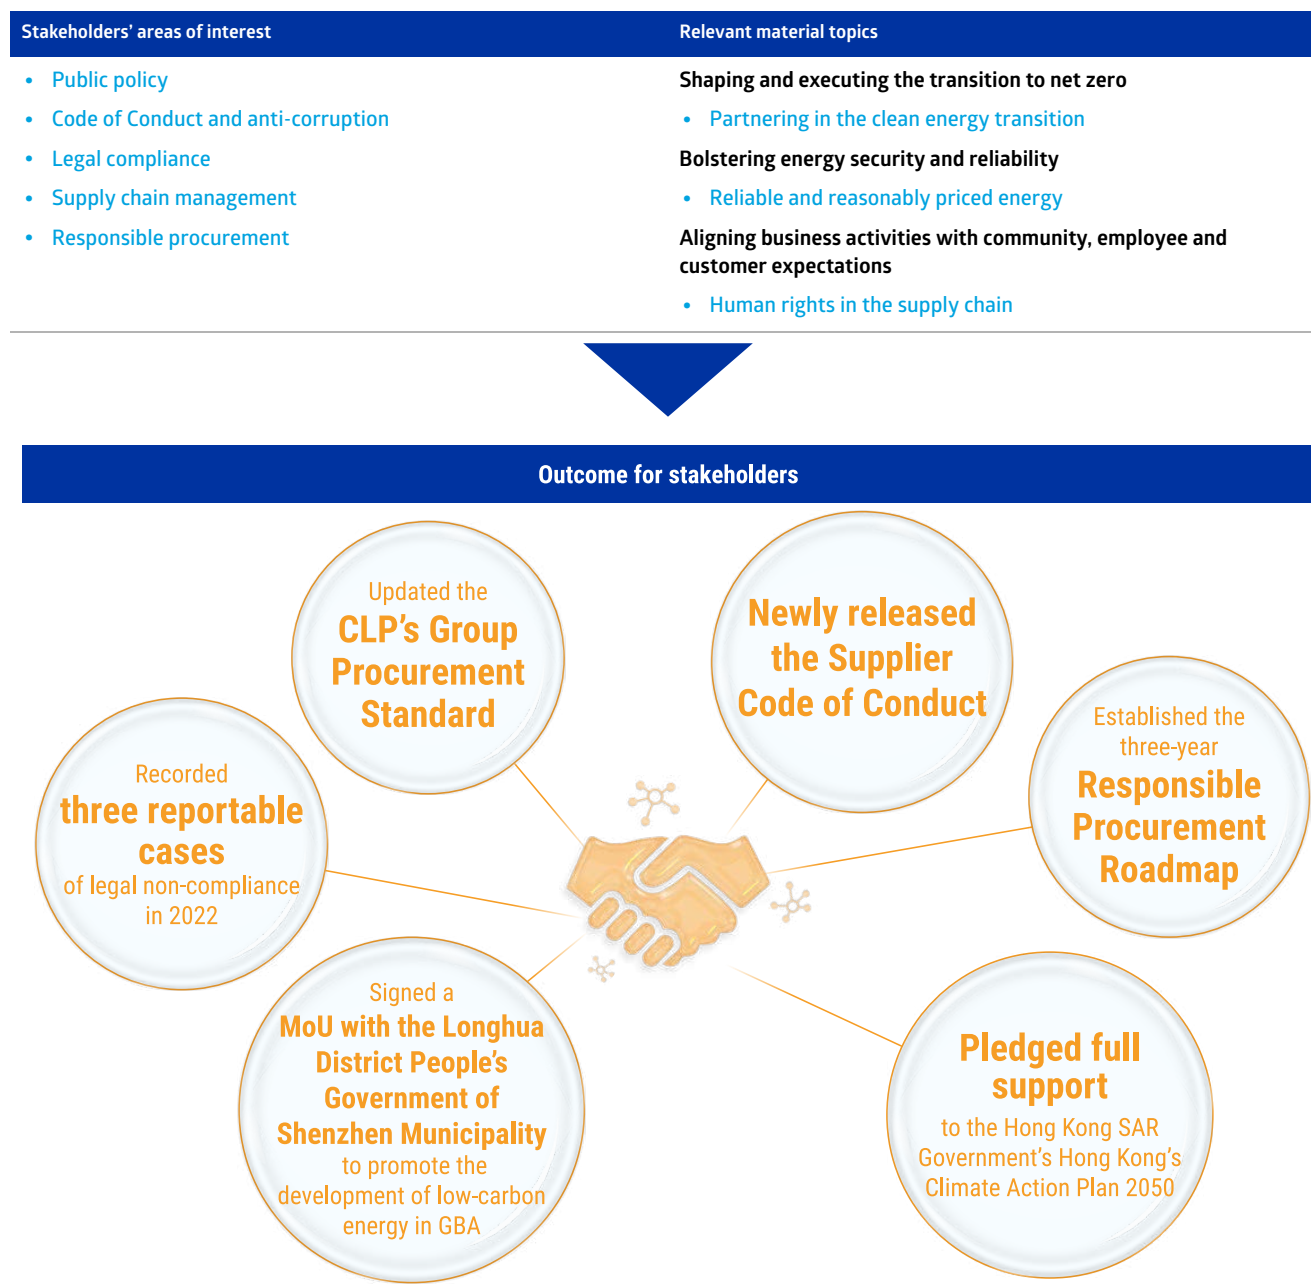 Stakeholders' areas of interest
Relevant material topics
• Public policy
• Code of Conduct and anti-corruption
• Legal compliance
• Supply chain management
• Responsible procurement
Shaping and executing the transition to net zero
• Partnering in the clean energy transition
Bolstering energy security and reliability
• Reliable and reasonably priced energy
Aligning business activities with community, employee and
customer expectations
• Human rights in the supply chain
Outcome for stakeholders
Updated the
CLP's Group
Procurement
Standard
Newly released
the Supplier
Code of Conduct
Recorded
three reportable
cases
of legal non-compliance
in 2022
Established the
three-year
Responsible
Procurement
Roadmap
Signed a
MoU with the Longhua
District People's
Government of
Shenzhen Municipality
to promote the
development of low-carbon
energy in GBA
Pledged full
support
to the Hong Kong SAR
Government's Hong Kong's
Climate Action Plan 2050